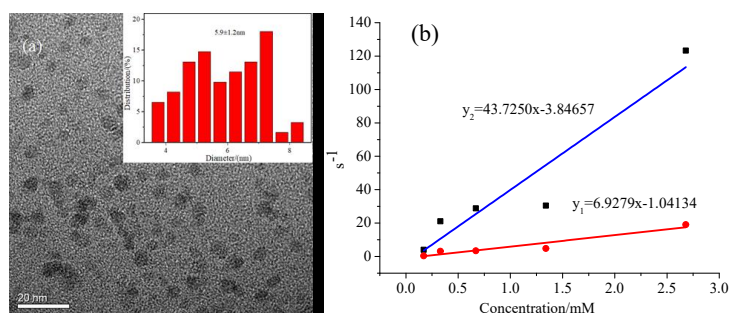 (a)
5.9±1.2nm
Distribution/(%)
20
15
10
5
0
4
6
8
Diameter/(nm)
20 nm
(b)
140
120
100
80
60
40
20
0
s⁻¹
y₂=43.7250x-3.84657
y₁=6.9279x-1.04134
0.0
0.5
1.0
1.5
2.0
2.5
3.0
Concentration/mM